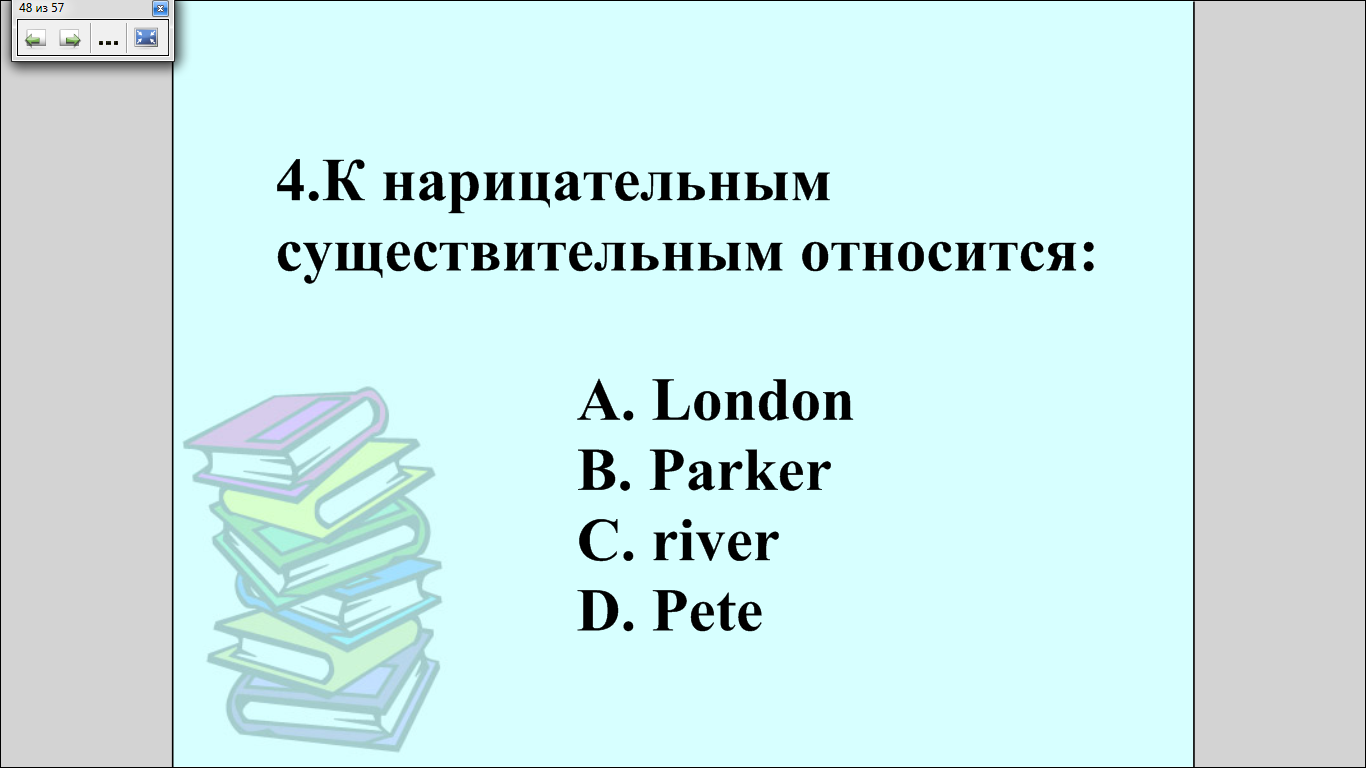 48 из 57
4.К нарицательным
существительным относится:
A. London
B. Parker
C. river
D. Pete